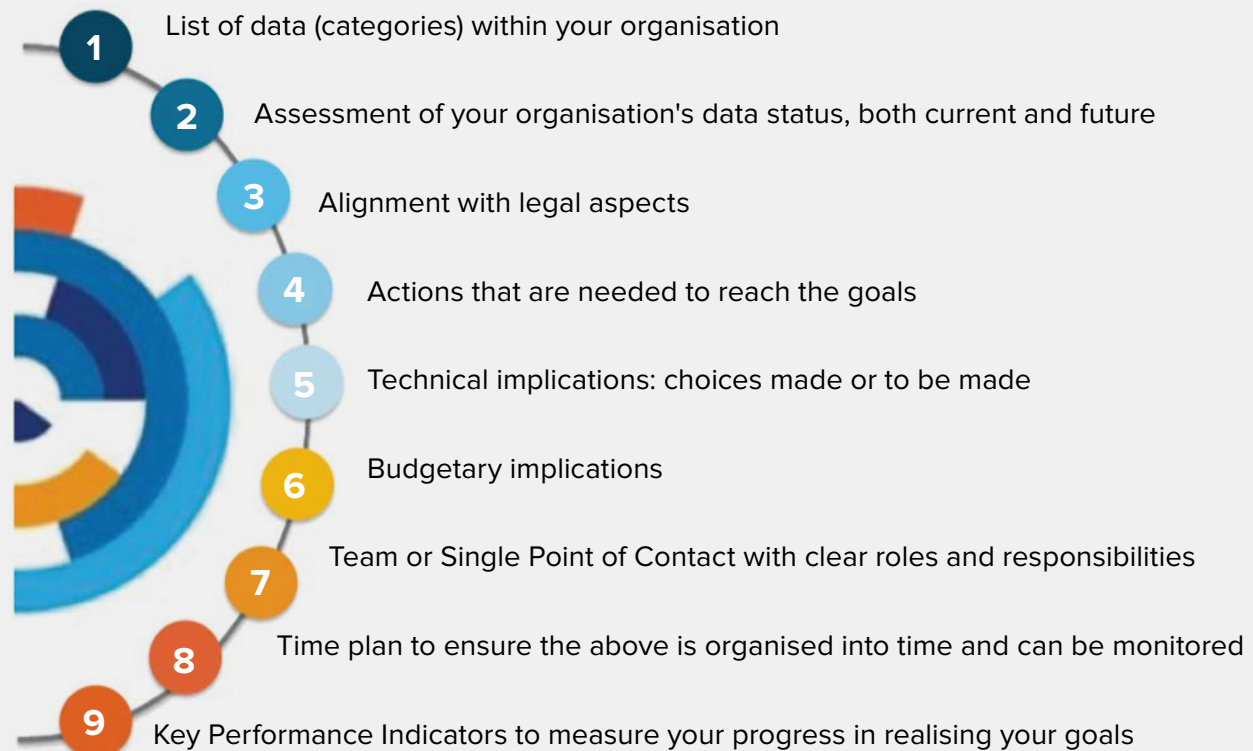 1 List of data (categories) within your organisation
2 Assessment of your organisation's data status, both current and future
3 Alignment with legal aspects
4 Actions that are needed to reach the goals
5 Technical implications: choices made or to be made
6 Budgetary implications
7 Team or Single Point of Contact with clear roles and responsibilities
8 Time plan to ensure the above is organised into time and can be monitored
9 Key Performance Indicators to measure your progress in realising your goals